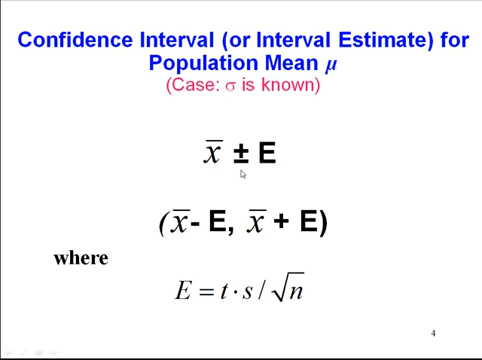 Confidence Interval (or Interval Estimate) for
Population Mean μ
(Case: σ is known)
x̅ ± E
(x̅ - E, x̅ + E)
where
E = t · s / √n
4